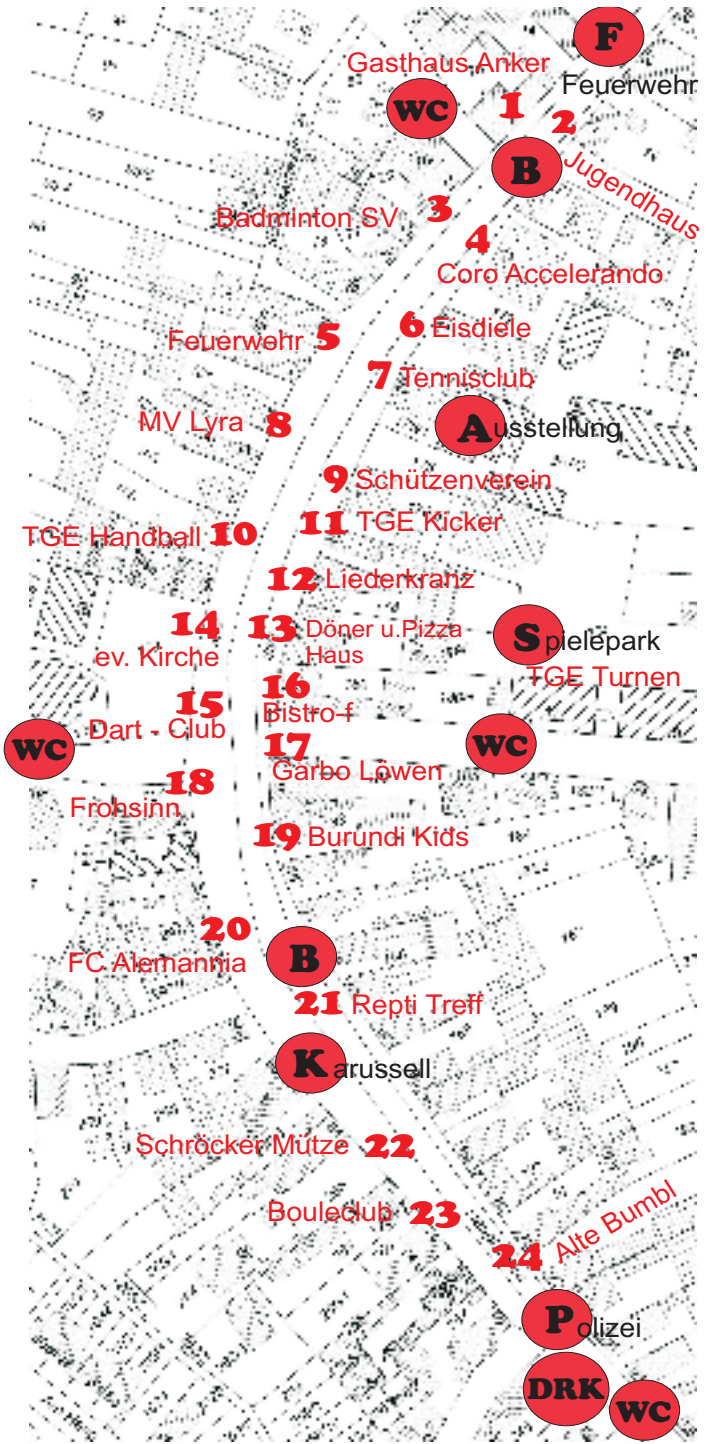 F
Gasthaus Anker
Feuerwehr
WC
1
2
B
Jugendhaus
Badminton SV 3
4
Coro Accelerando
Feuerwehr 5
6 Eisdiele
7 Tennisclub
MV Lyra 8
Ausstellung
9 Schützenverein
TGE Handball 10
11 TGE Kicker
12 Liederkranz
14
ev. Kirche
13 Döner u.Pizza
Haus
Spielepark
TGE Turnen
15
Dart - Club
16
Bistro-f
WC
17
Garbo Löwen
WC
18
Frohsinn
19 Burundi Kids
20
FC Alemannia
B
21 Repti Treff
Karussell
Schröcker Mütze 22
Bouleclub 23
24 Alte Bumbl
Polizei
DRK
WC